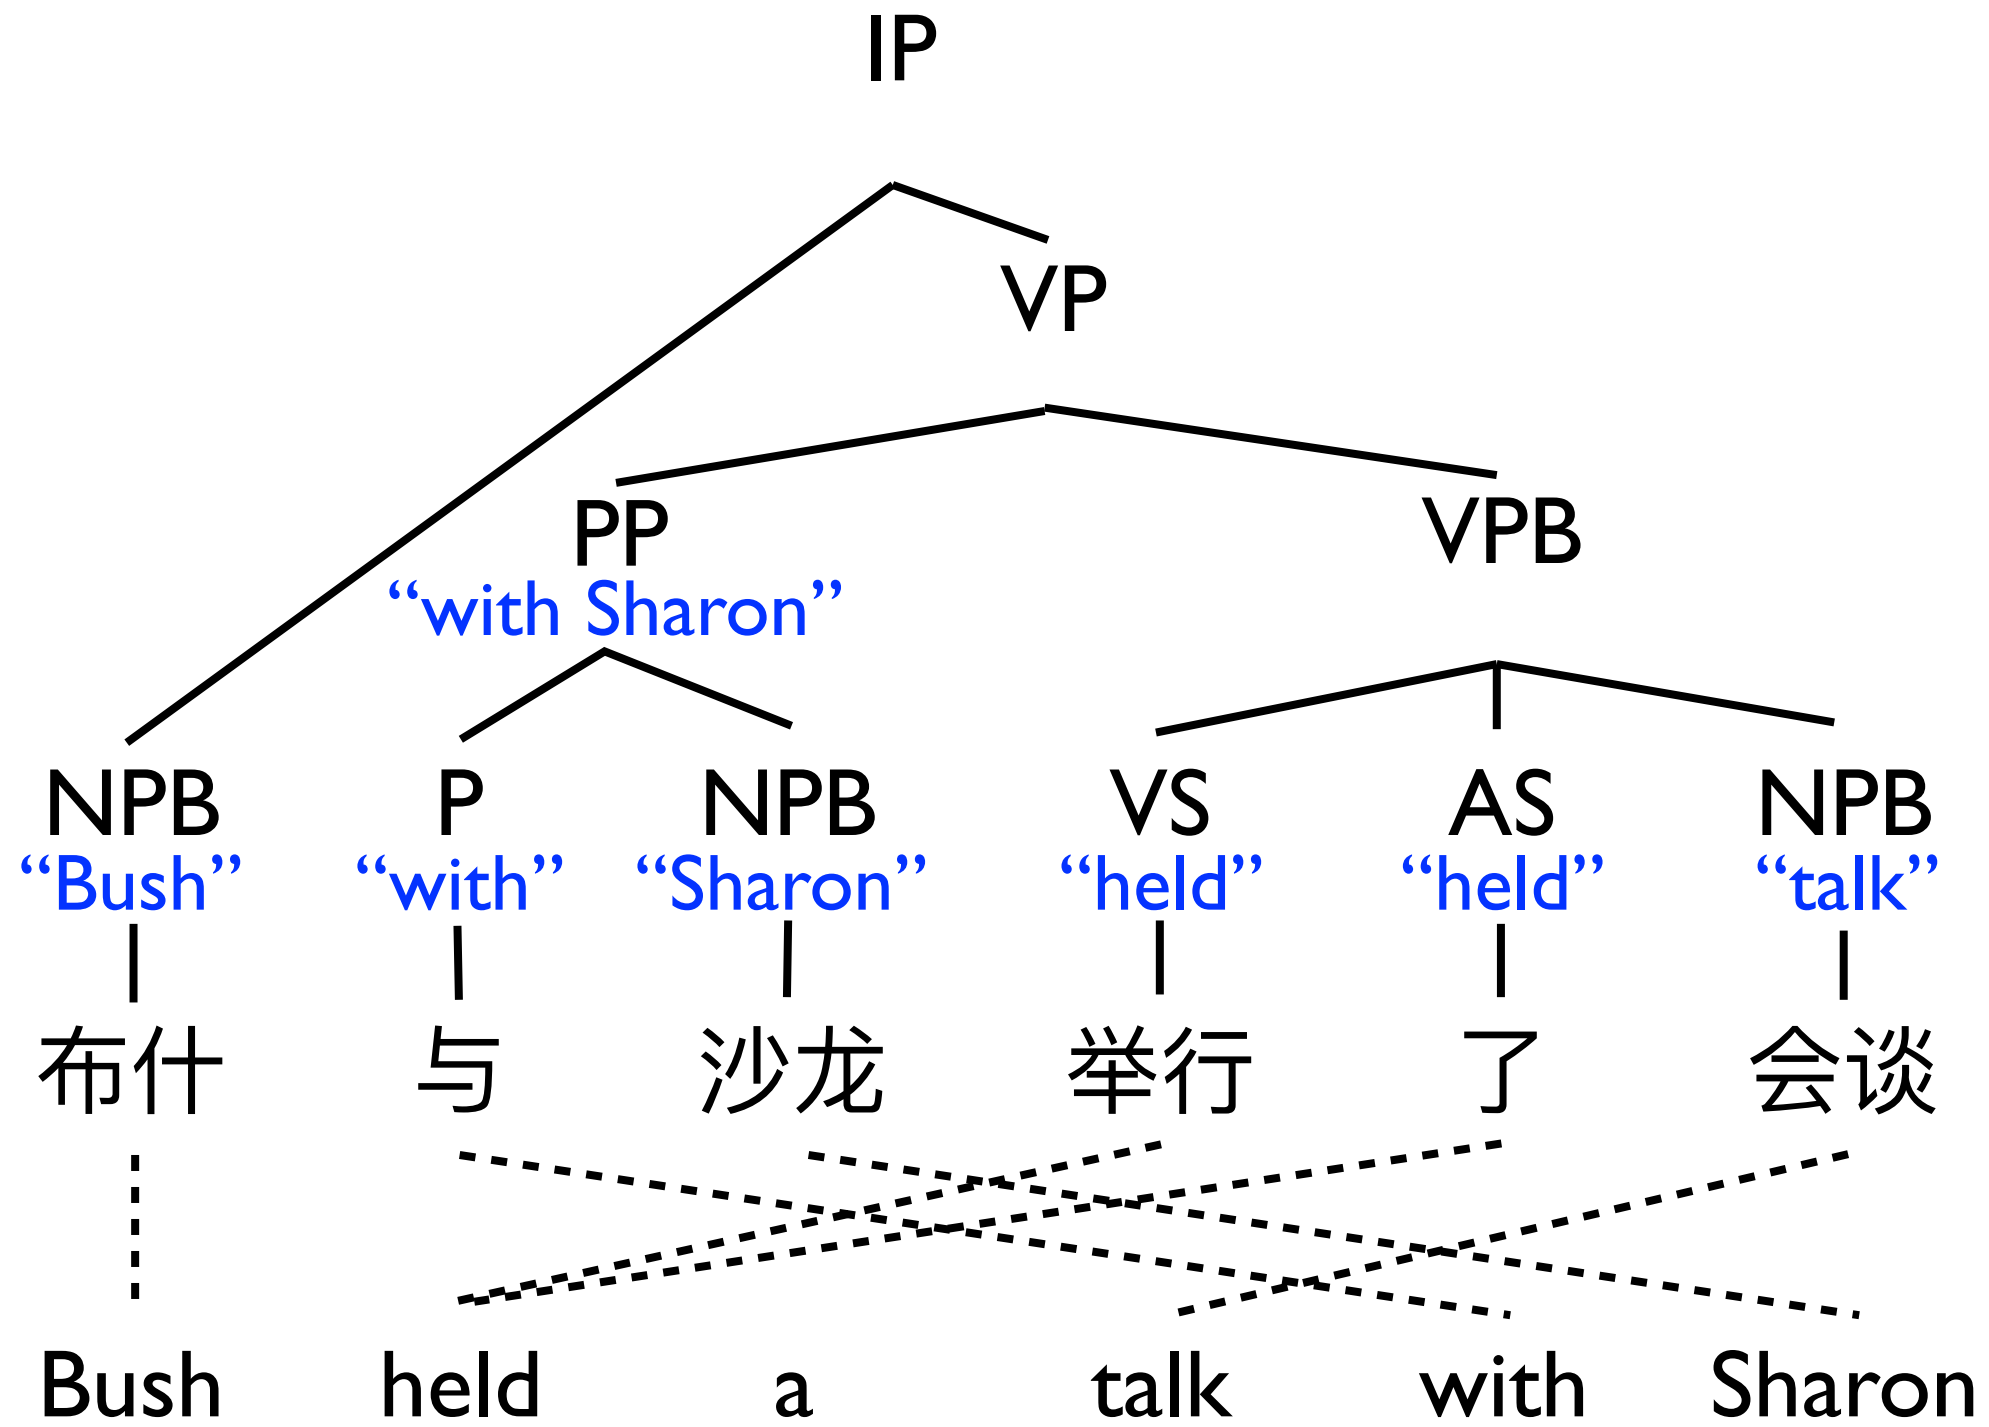 IP
VP
PP VPB
“with Sharon”
NPB P NPB VS AS NPB
“Bush” “with” “Sharon” “held” “held” “talk”
布什 与 沙龙 举行 了 会谈
Bush held a talk with Sharon